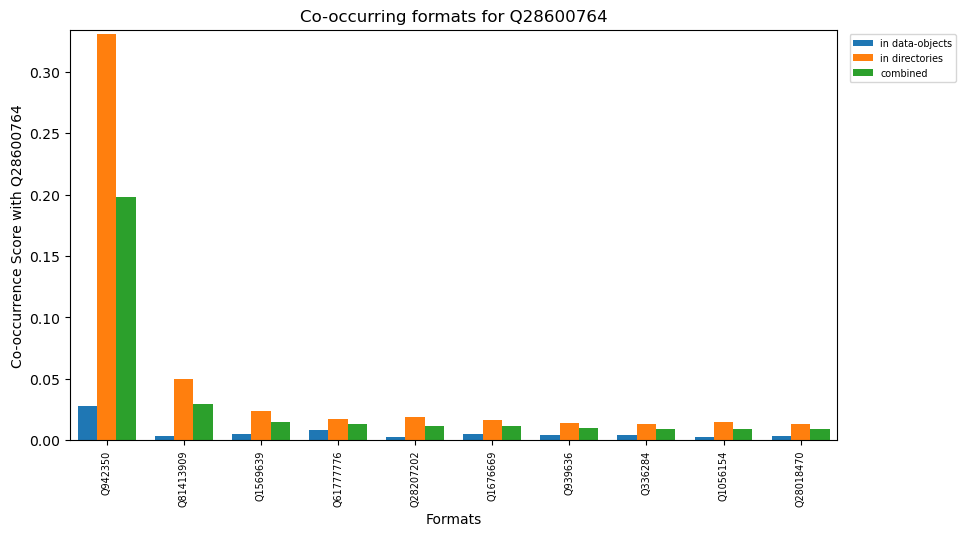 Co-occurring formats for Q28600764
in data-objects
in directories
combined
Co-occurrence Score with Q28600764
0.30
0.25
0.20
0.15
0.10
0.05
0.00
Q942350
Q81413909
Q1569639
Q61777776
Q28207202
Q1676669
Q939636
Q336284
Q1056154
Q28018470
Formats